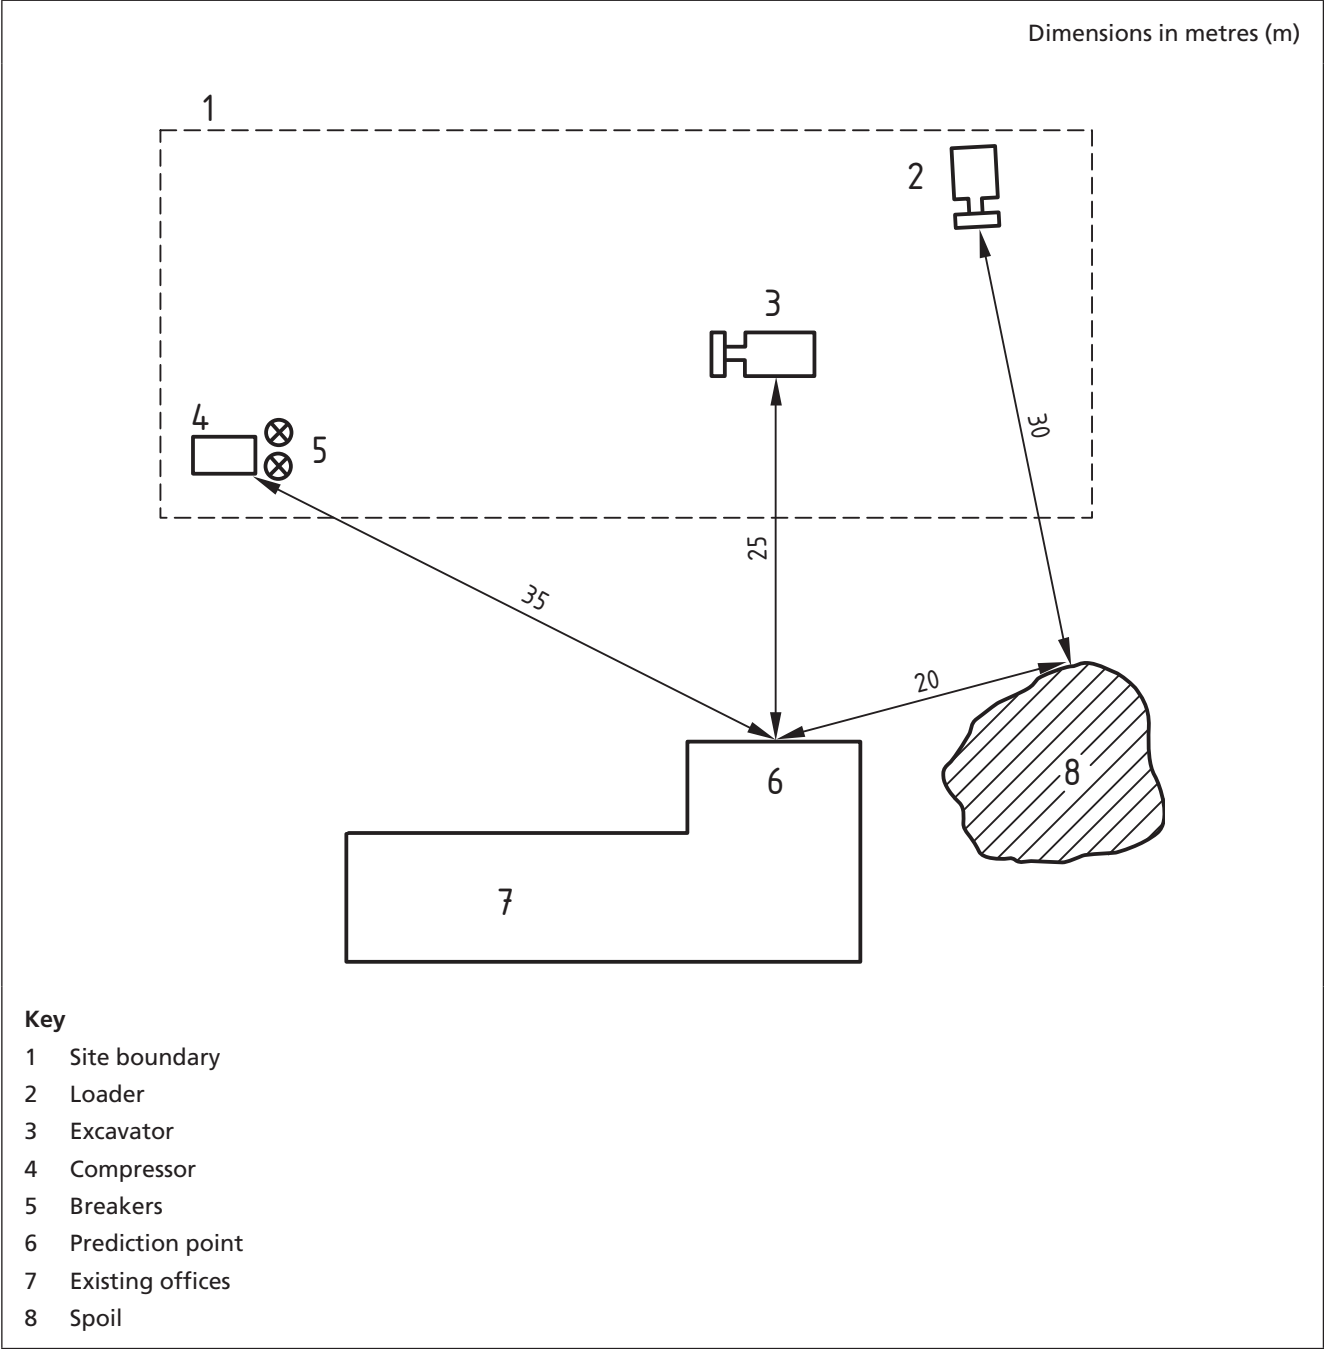 Dimensions in metres (m)
1
2
3
4
5
30
25
35
20
6
8
7
Key
1 Site boundary
2 Loader
3 Excavator
4 Compressor
5 Breakers
6 Prediction point
7 Existing offices
8 Spoil